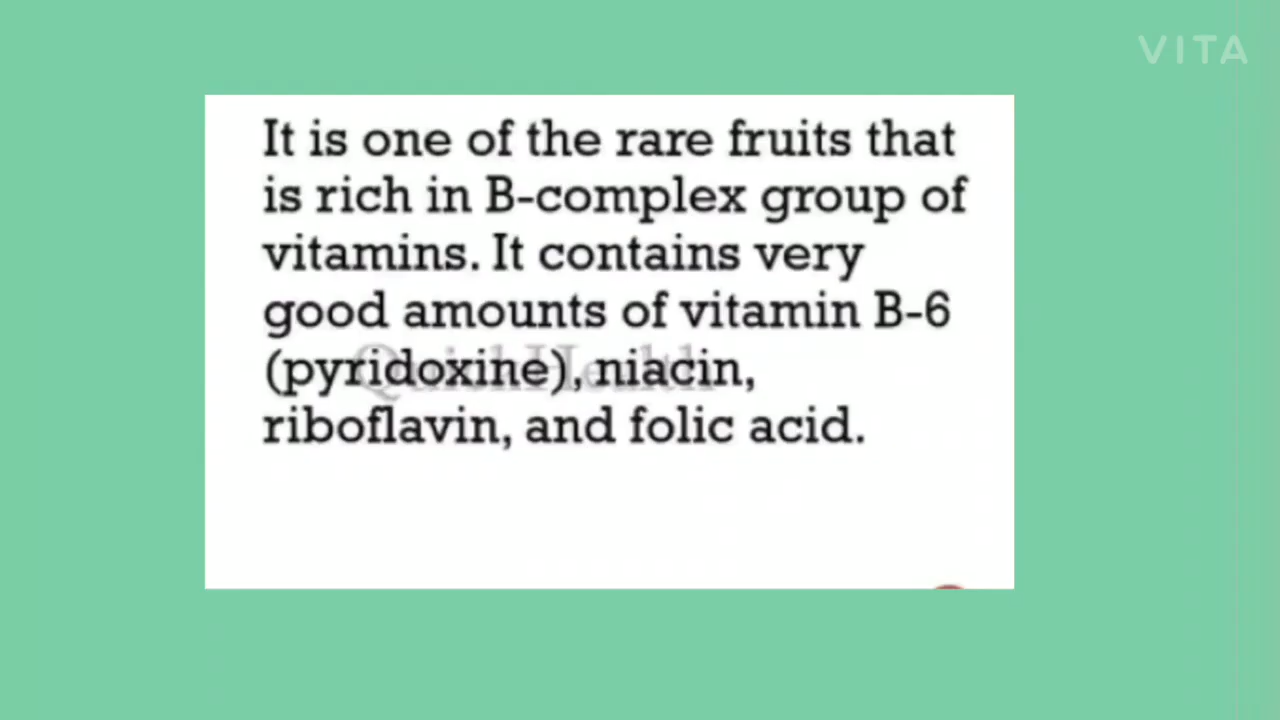 VITA
It is one of the rare fruits that
is rich in B-complex group of
vitamins. It contains very
good amounts of vitamin B-6
(pyridoxine), niacin,
riboflavin, and folic acid.
QuickHealth